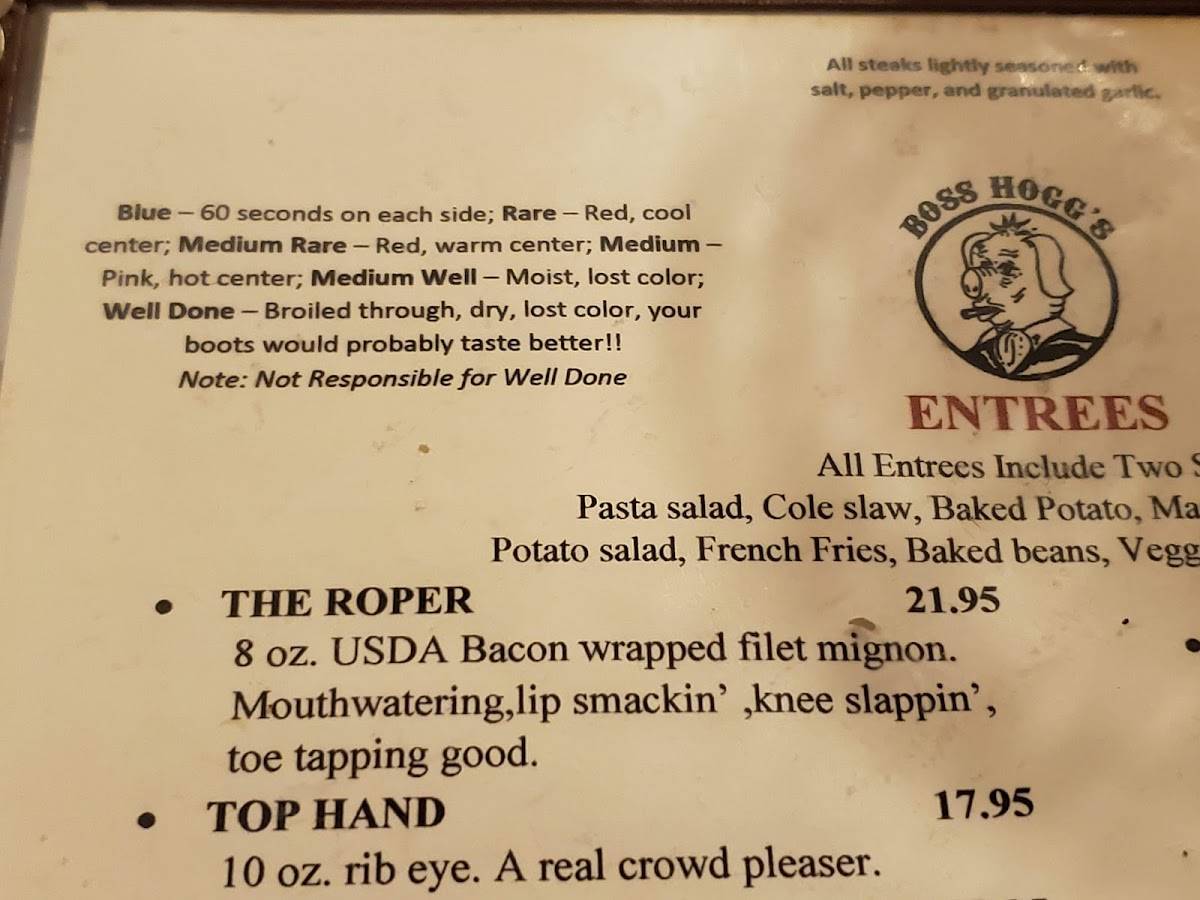 All steaks lightly seasoned with
salt, pepper, and granulated garlic.
Blue – 60 seconds on each side; Rare – Red, cool
center; Medium Rare – Red, warm center; Medium –
Pink, hot center; Medium Well – Moist, lost color;
Well Done – Broiled through, dry, lost color, your
boots would probably taste better!!
Note: Not Responsible for Well Done
BOSS HOGG'S
ENTREES
All Entrees Include Two
Pasta salad, Cole slaw, Baked Potato, Ma
Potato salad, French Fries, Baked beans, Vegg
• THE ROPER 21.95
8 oz. USDA Bacon wrapped filet mignon.
Mouthwatering,lip smackin' ,knee slappin',
toe tapping good.
• TOP HAND 17.95
10 oz. rib eye. A real crowd pleaser.